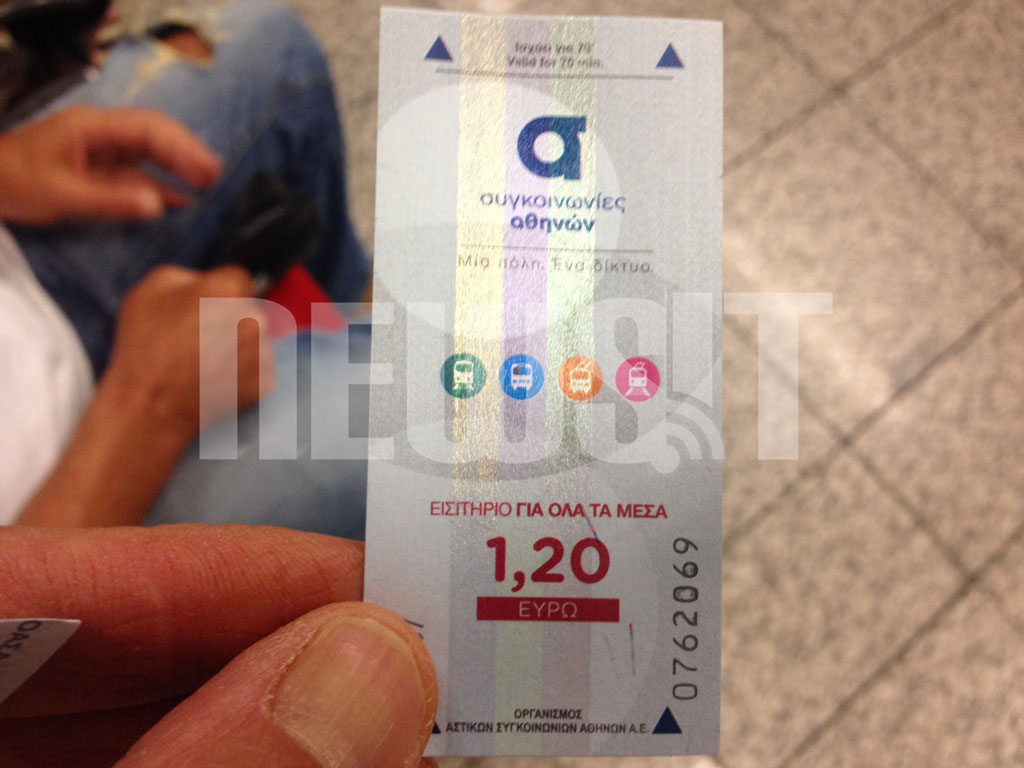 Ισχύει για 70'
Valid for 70 min.
α
συγκοινωνίες
αθηνών
Μία πόλη. Ένα δίκτυο.
NEWSIT
ΕΙΣΙΤΗΡΙΟ ΓΙΑ ΟΛΑ ΤΑ ΜΕΣΑ
1,20
ΕΥΡΩ
0762069
ΟΡΓΑΝΙΣΜΟΣ
ΑΣΤΙΚΩΝ ΣΥΓΚΟΙΝΩΝΙΩΝ ΑΘΗΝΩΝ Α.Ε.